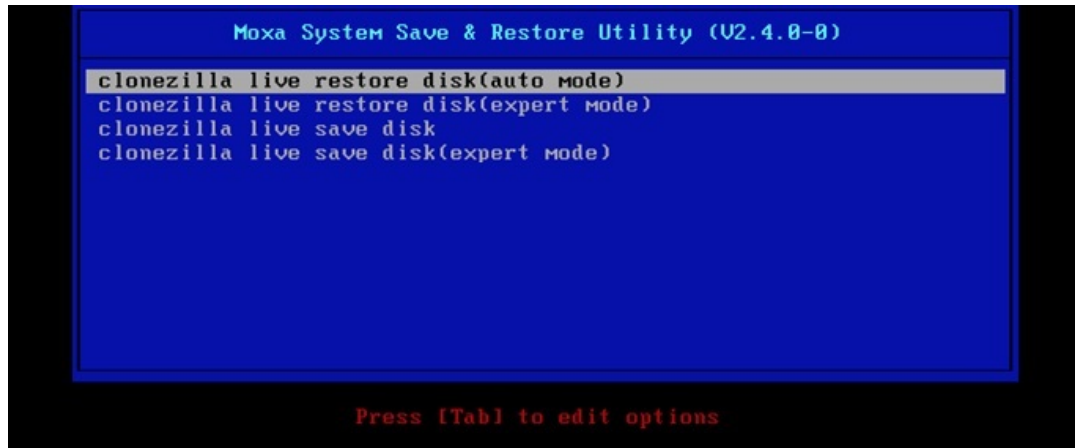 Moxa System Save & Restore Utility (V2.4.0-0)
clonezilla live restore disk(auto mode)
clonezilla live restore disk(expert mode)
clonezilla live save disk
clonezilla live save disk(expert mode)
Press [Tab] to edit options